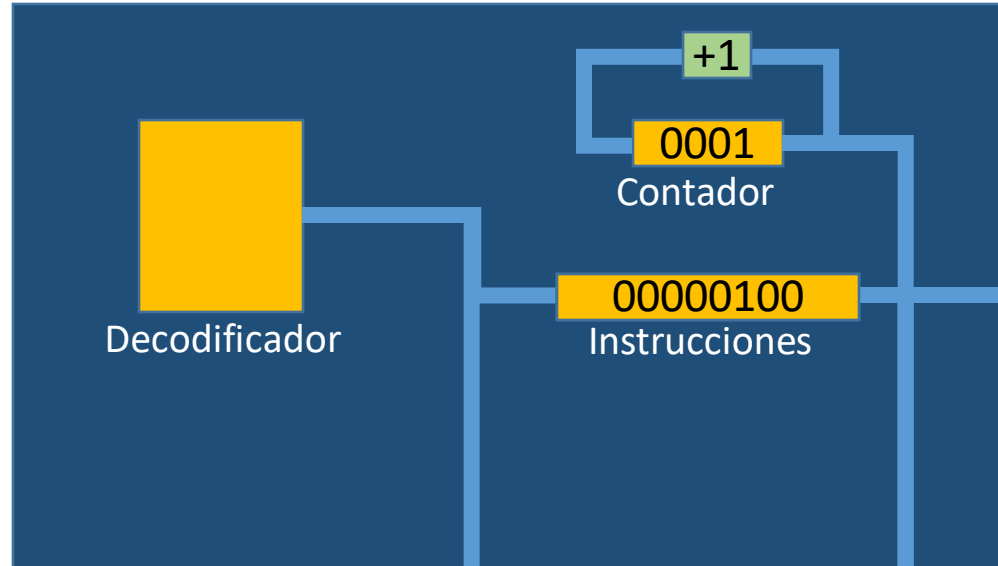 +1
0001
Contador
00000100
Instrucciones
Decodificador